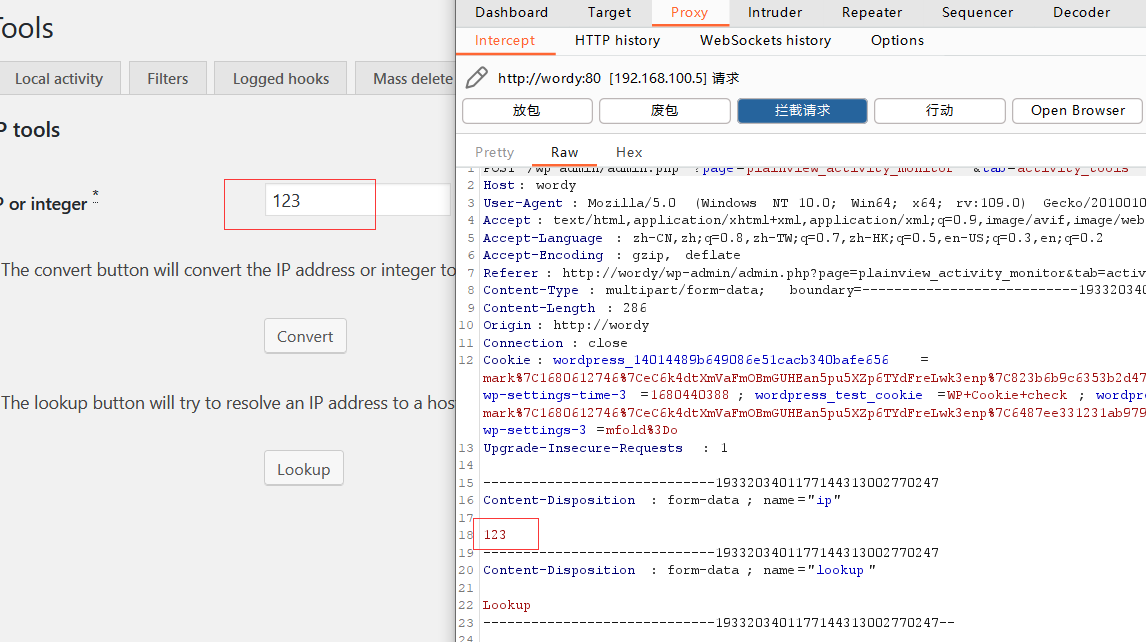 ools
Local activity Filters Logged hooks Mass delete
P tools
P or integer * 123
The convert button will convert the IP address or integer to
Convert
The lookup button will try to resolve an IP address to a hos
Lookup
Dashboard Target Proxy Intruder Repeater Sequencer Decoder
Intercept HTTP history WebSockets history Options
http://wordy:80 [192.168.100.5] 请求
放包 废包 拦截请求 行动 Open Browser
Pretty Raw Hex
1 POST /wp-admin/admin.php ?page=plainview_activity_monitor &tab=activity_tools
2 Host : wordy
3 User-Agent : Mozilla/5.0 (Windows NT 10.0; Win64; x64; rv:109.0) Gecko/2010010
4 Accept : text/html,application/xhtml+xml,application/xml;q=0.9,image/avif,image/web
5 Accept-Language : zh-CN,zh;q=0.8,zh-TW;q=0.7,zh-HK;q=0.5,en-US;q=0.3,en;q=0.2
6 Accept-Encoding : gzip, deflate
7 Referer : http://wordy/wp-admin/admin.php?page=plainview_activity_monitor&tab=activ
8 Content-Type : multipart/form-data; boundary=---------------------------193320340
9 Content-Length : 286
10 Origin : http://wordy
11 Connection : close
12 Cookie : wordpress_14014489b649086e51cacb340bafe656 =
mark%7C1680612746%7CeC6k4dtXmVaFmOBmGUHEan5pu5XZp6TYdFreLwk3enp%7C823b6b9c6353b2d47
wp-settings-time-3 =1680440388 ; wordpress_test_cookie =WP+Cookie+check ; wordpre
mark%7C1680612746%7CeC6k4dtXmVaFmOBmGUHEan5pu5XZp6TYdFreLwk3enp%7C6487ee331231ab979
wp-settings-3 =mfold%3Do
13 Upgrade-Insecure-Requests : 1
14
15 -----------------------------1933203401177144313002770247
16 Content-Disposition : form-data ; name="ip"
17
18 123
19 -----------------------------1933203401177144313002770247
20 Content-Disposition : form-data ; name="lookup "
21
22 Lookup
23 -----------------------------1933203401177144313002770247--
24